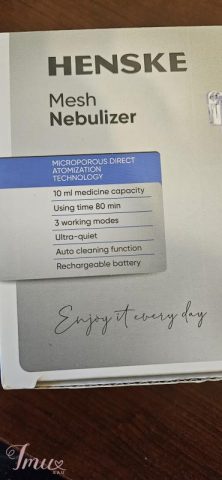 HENSKE
Mesh
Nebulizer
MICROPOROUS DIRECT
ATOMIZATION
TECHNOLOGY
10 ml medicine capacity
Using time 80 min
3 working modes
Ultra-quiet
Auto cleaning function
Rechargeable battery
Enjoy it every day
Imu